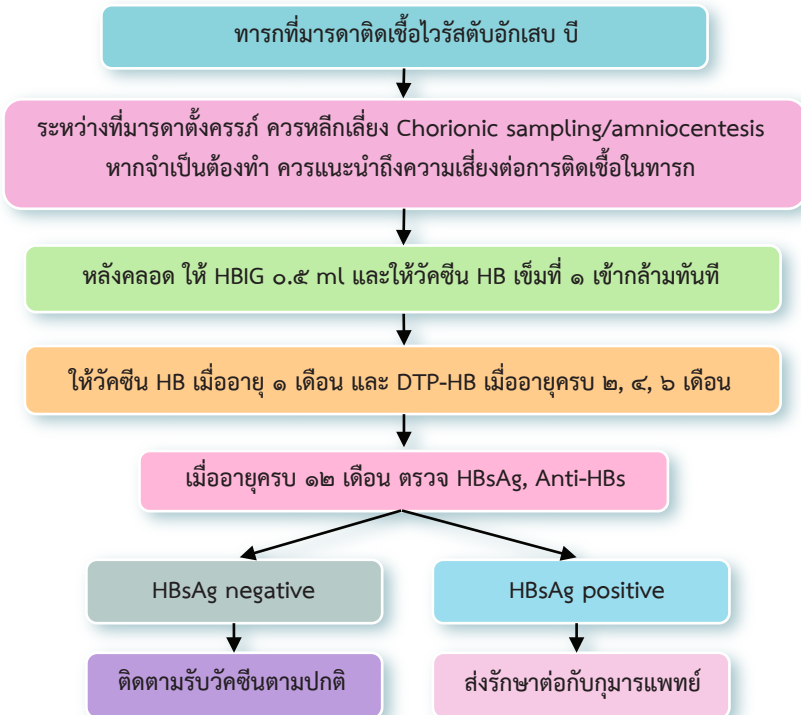 ทารกที่มารดาติดเชื้อไวรัสตับอักเสบ บี
ระหว่างที่มารดาตั้งครรภ์ ควรหลีกเลี่ยง Chorionic sampling/amniocentesis
หากจำเป็นต้องทำ ควรแนะนำถึงความเสี่ยงต่อการติดเชื้อในทารก
หลังคลอด ให้ HBIG ๐.๕ ml และให้วัคซีน HB เข็มที่ ๑ เข้ากล้ามทันที
ให้วัคซีน HB เมื่ออายุ ๑ เดือน และ DTP-HB เมื่ออายุครบ ๒, ๔, ๖ เดือน
เมื่ออายุครบ ๑๒ เดือน ตรวจ HBsAg, Anti-HBs
HBsAg negative
HBsAg positive
ติดตามรับวัคซีนตามปกติ
ส่งรักษาต่อกับกุมารแพทย์